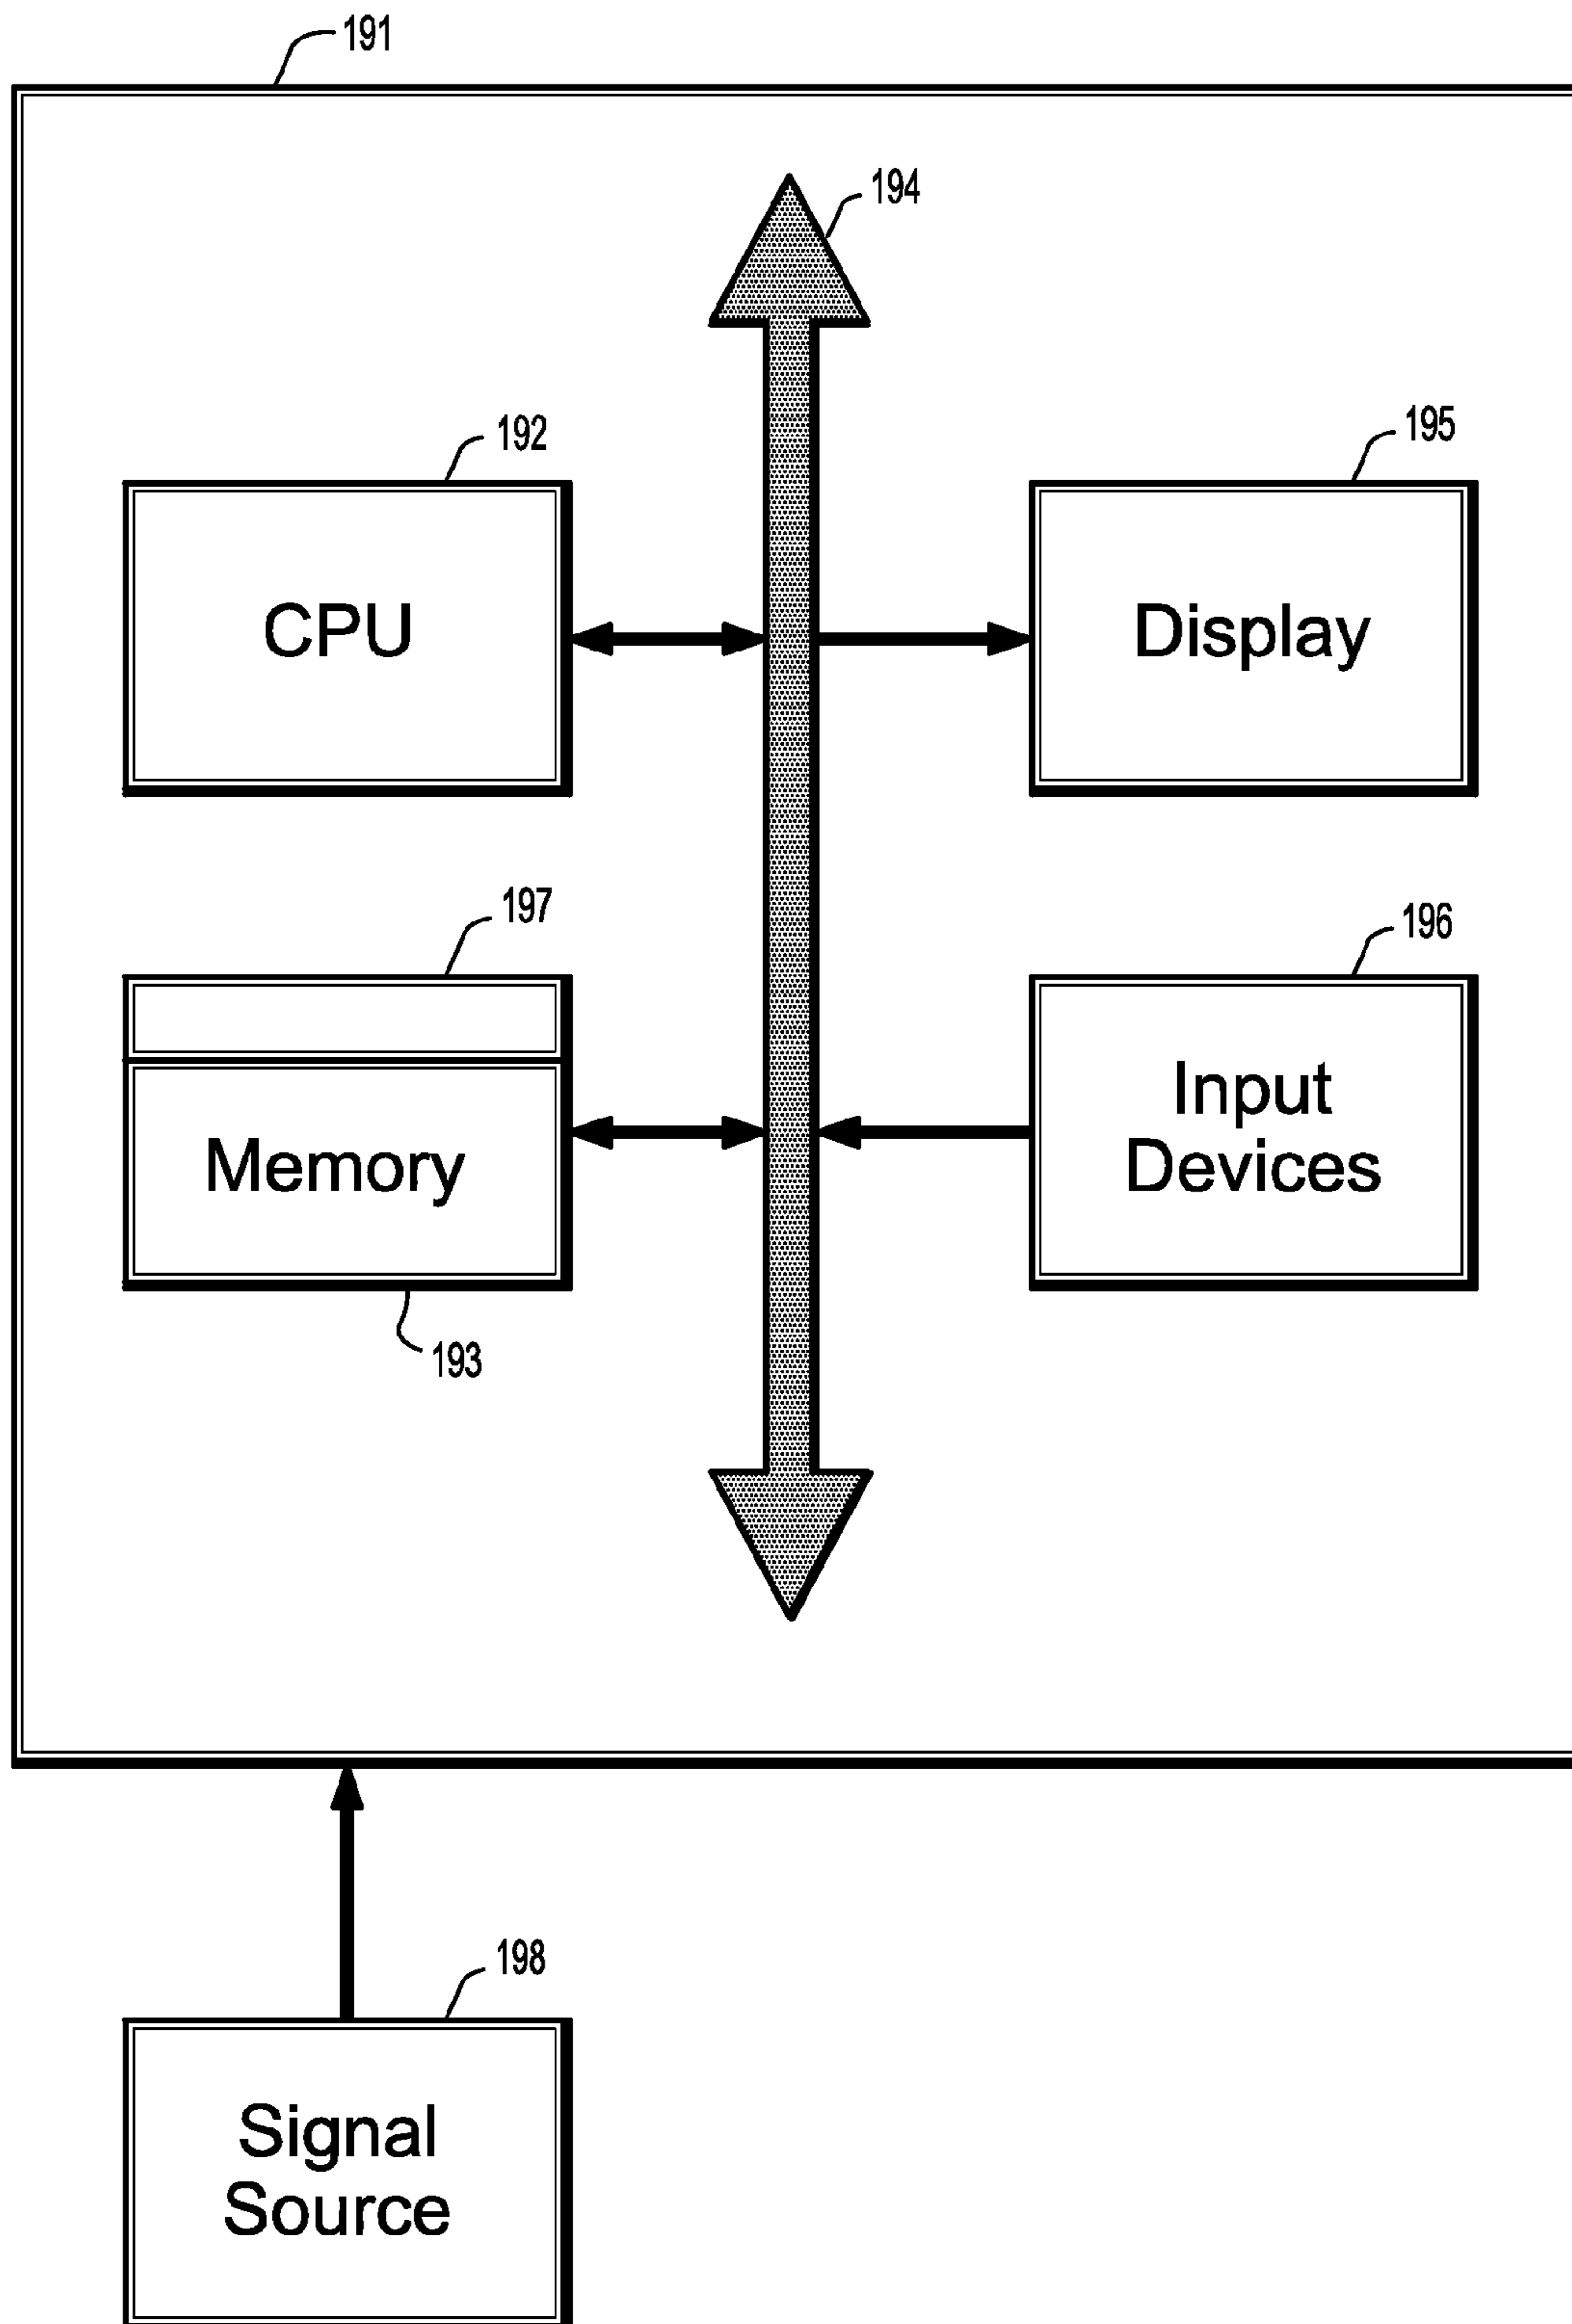 191
194
192
195
CPU
Display
197
196
Input
Devices
Memory
193
198
Signal
Source